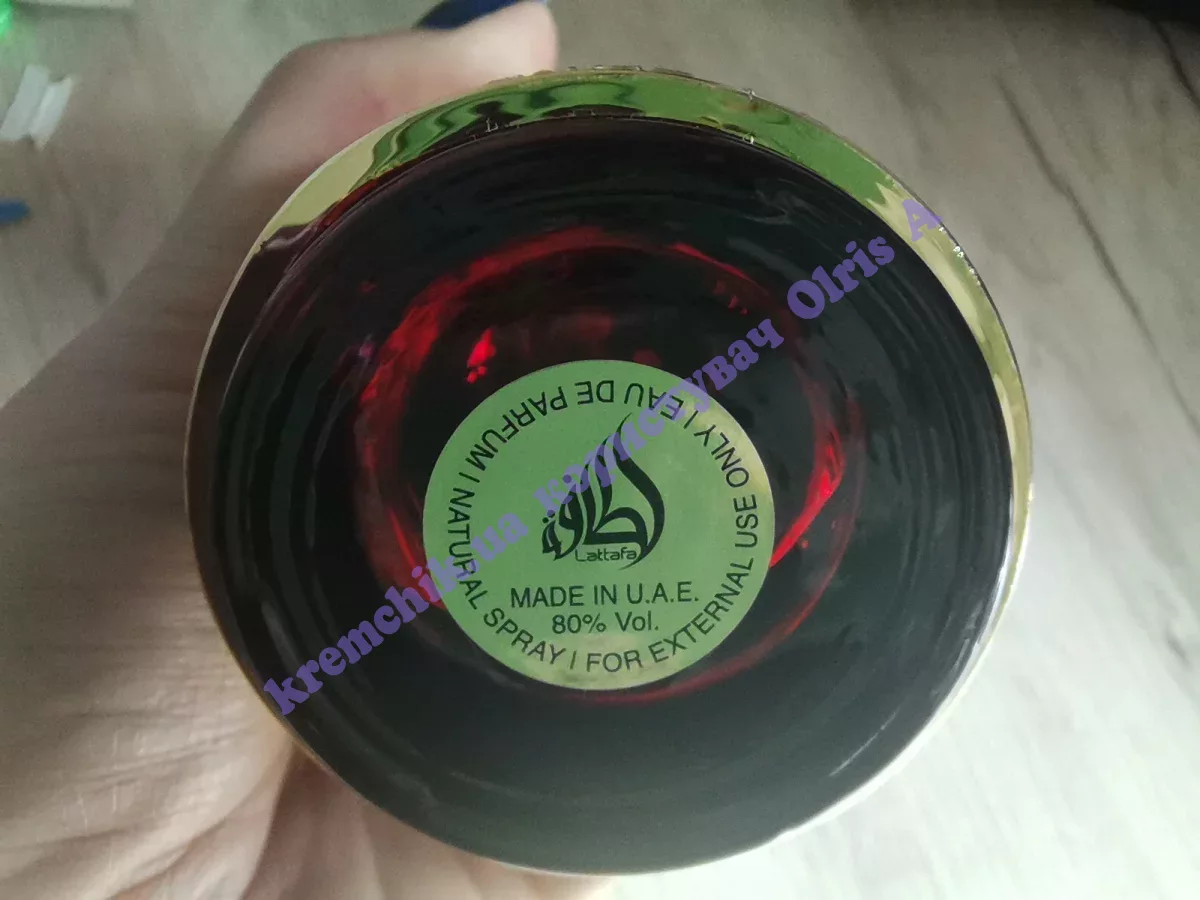 EAU DE PARFUM | NATURAL SPRAY | FOR EXTERNAL USE ONLY |
لطافة
Lattafa
MADE IN U.A.E.
80% Vol.
kremchik.ua користувач Olris A